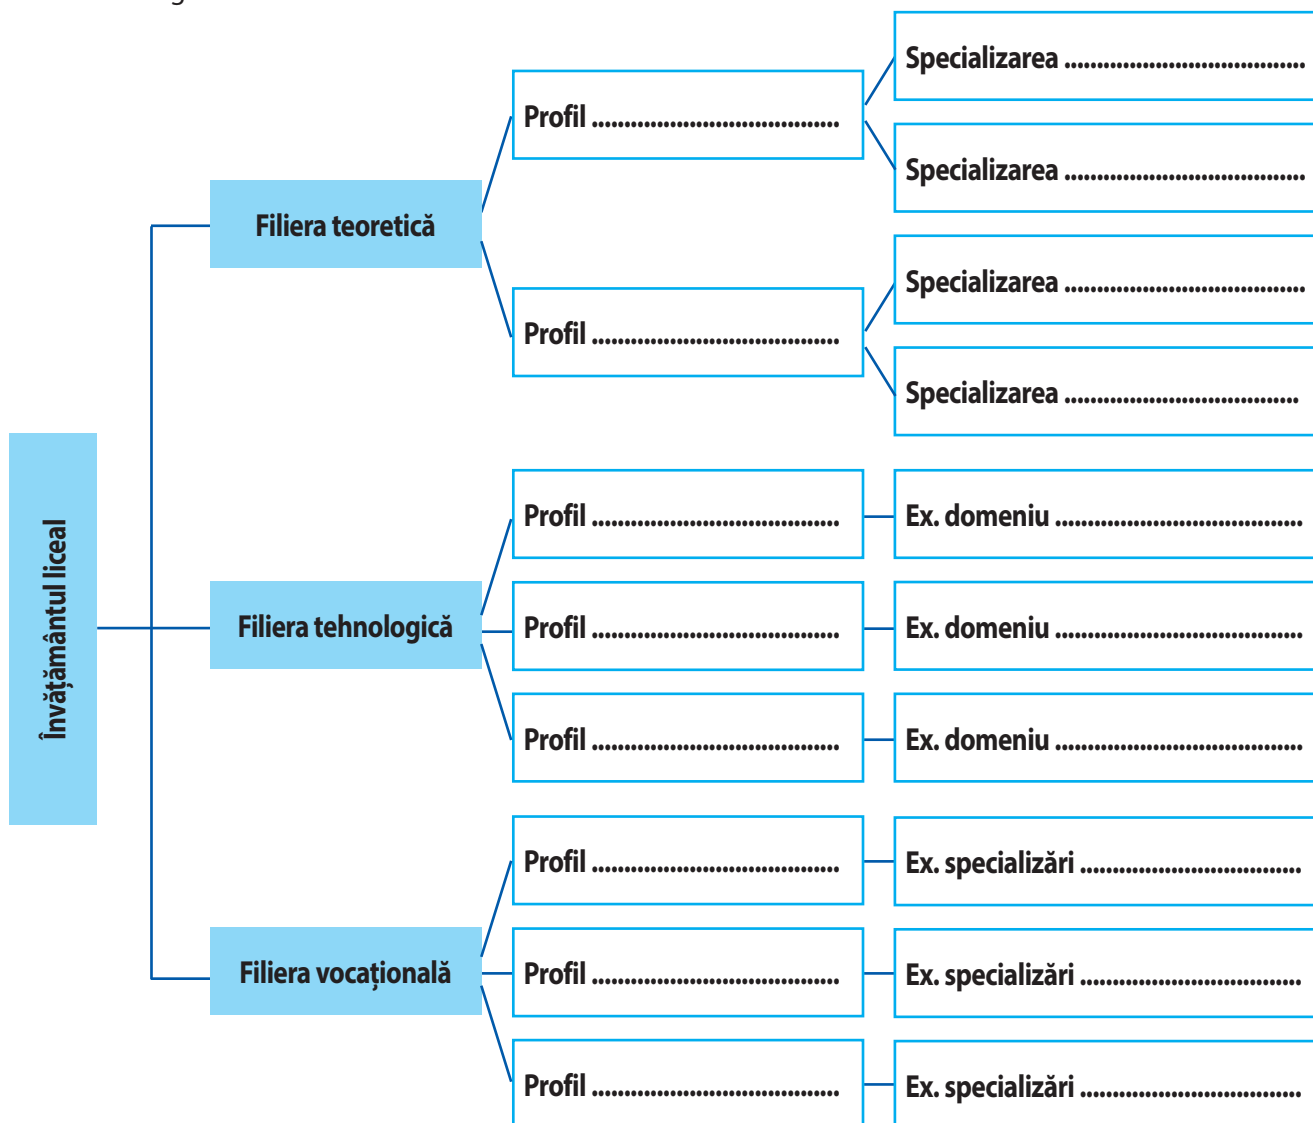 Învățământul liceal
Filiera teoretică
Profil ......................................
Specializarea .....................................
Specializarea .....................................
Profil ......................................
Specializarea .....................................
Specializarea ....................................
Filiera tehnologică
Profil ......................................
Ex. domeniu ......................................
Profil ......................................
Ex. domeniu ......................................
Profil ......................................
Ex. domeniu ......................................
Filiera vocațională
Profil ......................................
Ex. specializări ..................................
Profil ......................................
Ex. specializări ..................................
Profil ......................................
Ex. specializări ..................................